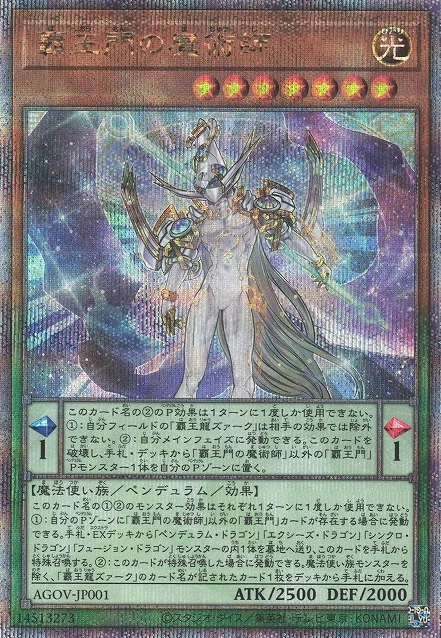 覇王門の魔術師
光
このカード名の②のP効果は1ターンに1度しか使用できない。
①：自分フィールドの「覇王龍ズァーク」は相手の効果では除外
できない。②：自分メインフェイズに発動できる。このカードを
破壊し、手札・デッキから「覇王門の魔術師」以外の「覇王門」
Pモンスター1体を自分のPゾーンに置く。
1
1
【魔法使い族／ペンデュラム／効果】
このカード名の①②のモンスター効果はそれぞれ1ターンに1度しか使用できない。
①：自分のPゾーンに「覇王門の魔術師」以外の「覇王門」カードが存在する場合に発動
できる。手札・EXデッキから「ペンデュラム・ドラゴン」「エクシーズ・ドラゴン」「シンクロ・
ドラゴン」「フュージョン・ドラゴン」モンスターの内1体を墓地へ送り、このカードを手札から
特殊召喚する。②：このカードが特殊召喚した場合に発動できる。魔法使い族モンスター
を除く、「覇王龍ズァーク」のカード名が記されたカード1枚をデッキから手札に加える。
AGOV-JP001
ATK/2500 DEF/2000
14513273
©スタジオ・ダイス／集英社・テレビ東京・KONAMI